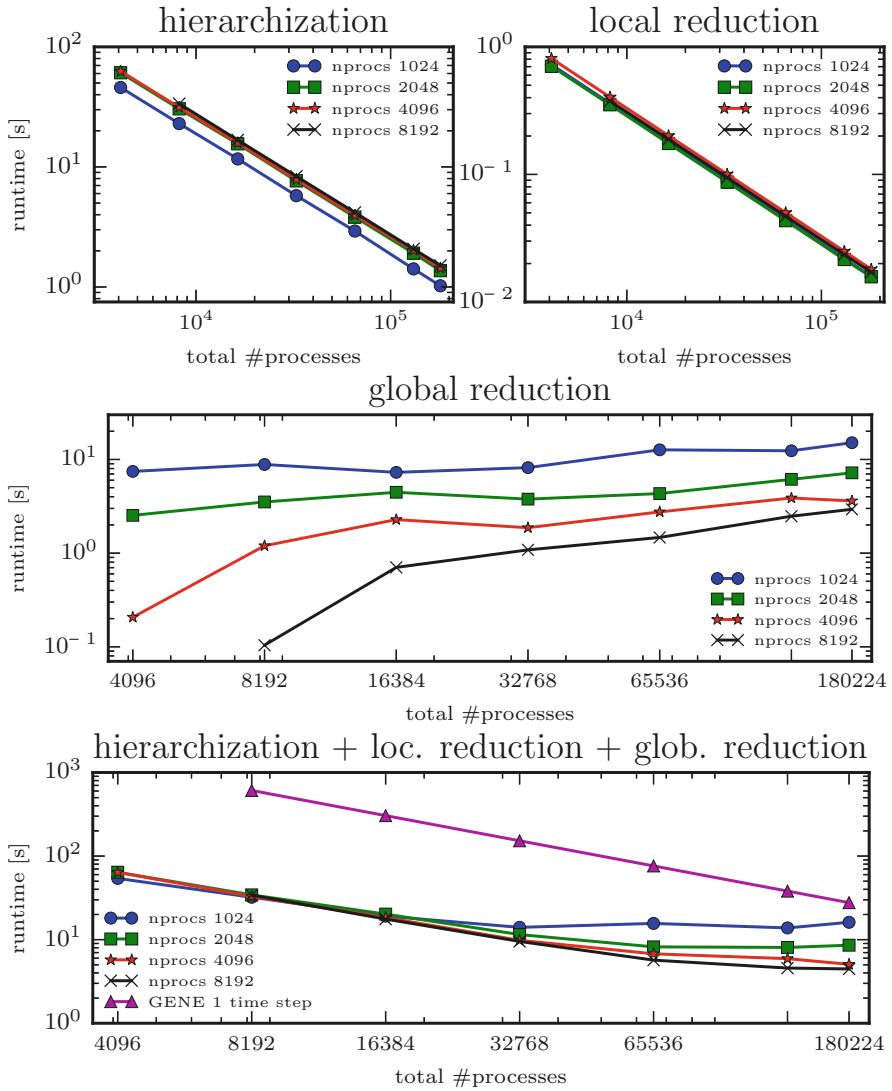 hierarchization
local reduction
runtime [s]
10^2
10^1
10^0
nprocs 1024
nprocs 2048
nprocs 4096
nprocs 8192
10^4
10^5
total #processes
10^0
10^-1
10^-2
nprocs 1024
nprocs 2048
nprocs 4096
nprocs 8192
10^4
10^5
total #processes
global reduction
runtime [s]
10^1
10^0
10^-1
nprocs 1024
nprocs 2048
nprocs 4096
nprocs 8192
4096 8192 16384 32768 65536 180224
total #processes
hierarchization + loc. reduction + glob. reduction
runtime [s]
10^3
10^2
10^1
10^0
nprocs 1024
nprocs 2048
nprocs 4096
nprocs 8192
GENE 1 time step
4096 8192 16384 32768 65536 180224
total #processes